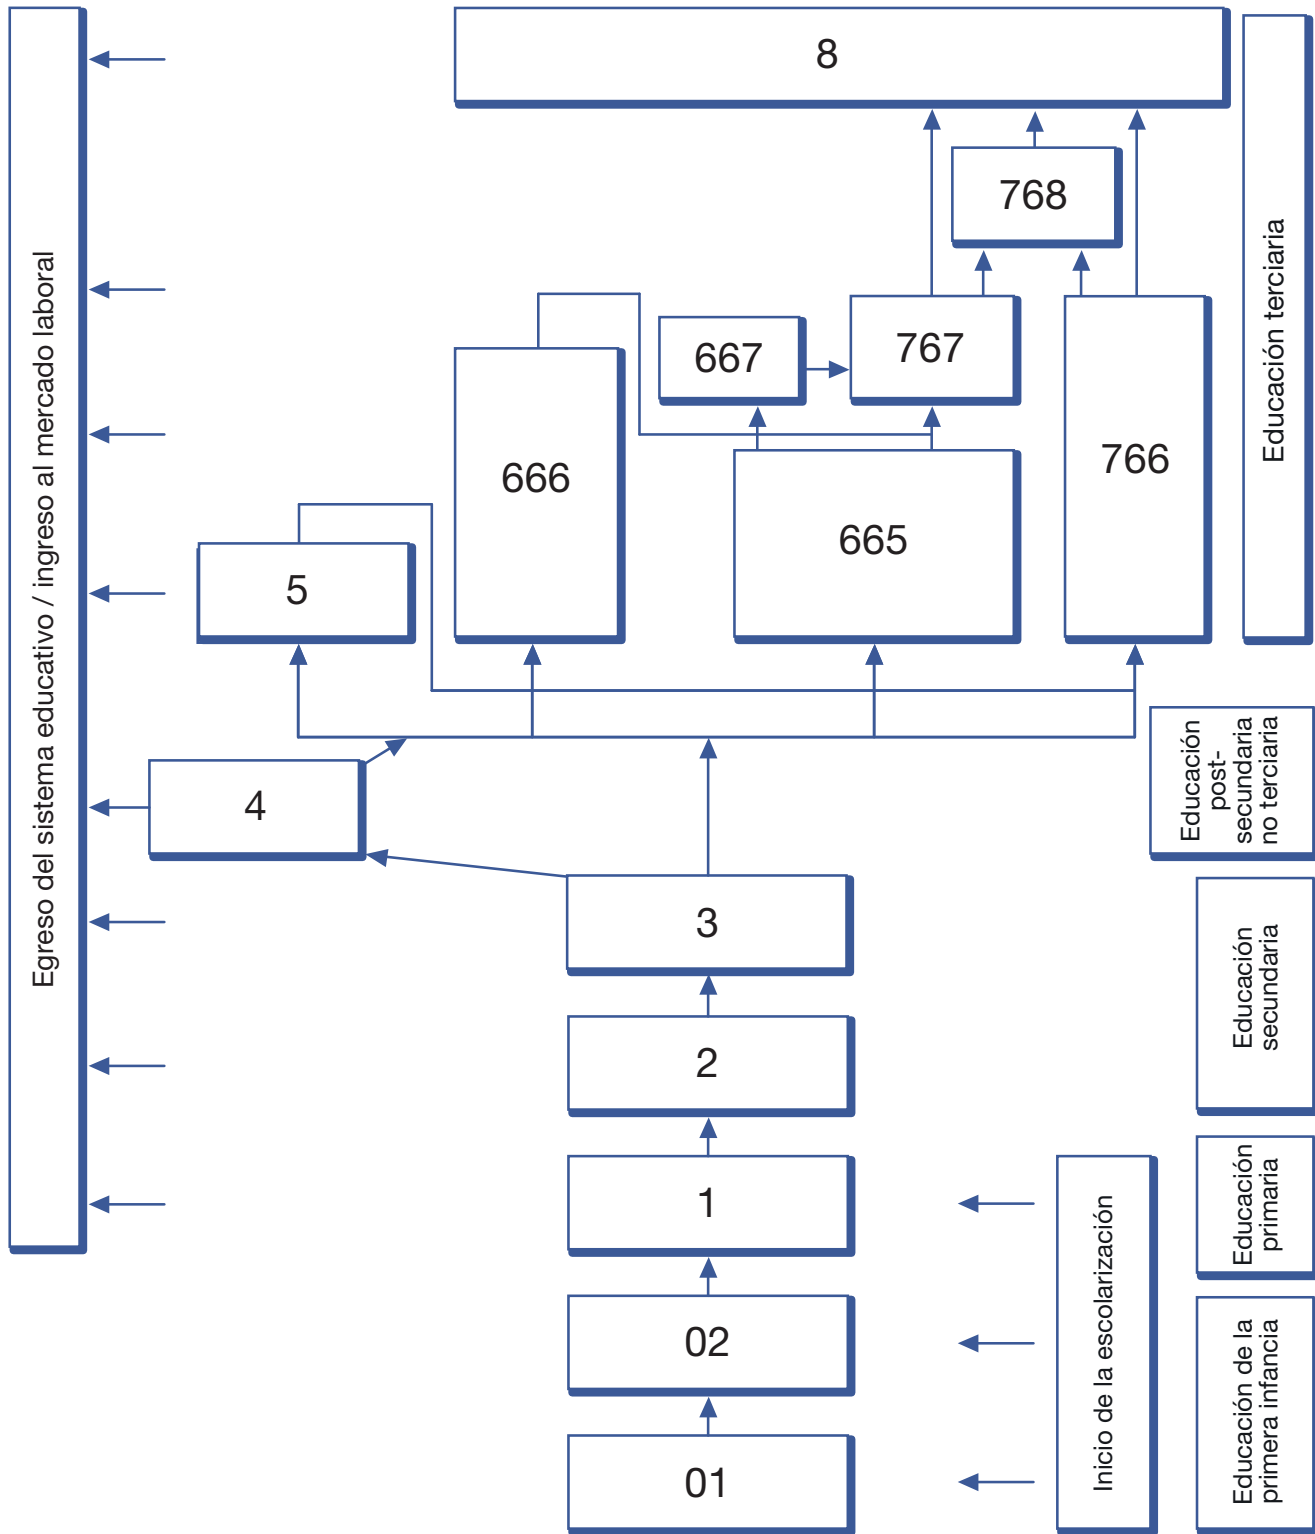 8
768
667
767
666
766
665
5
4
3
2
1
02
01
Egreso del sistema educativo / ingreso al mercado laboral
Inicio de la escolarización
Educación terciaria
Educación
post-
secundaria
no terciaria
Educación
secundaria
Educación
primaria
Educación de la
primera infancia